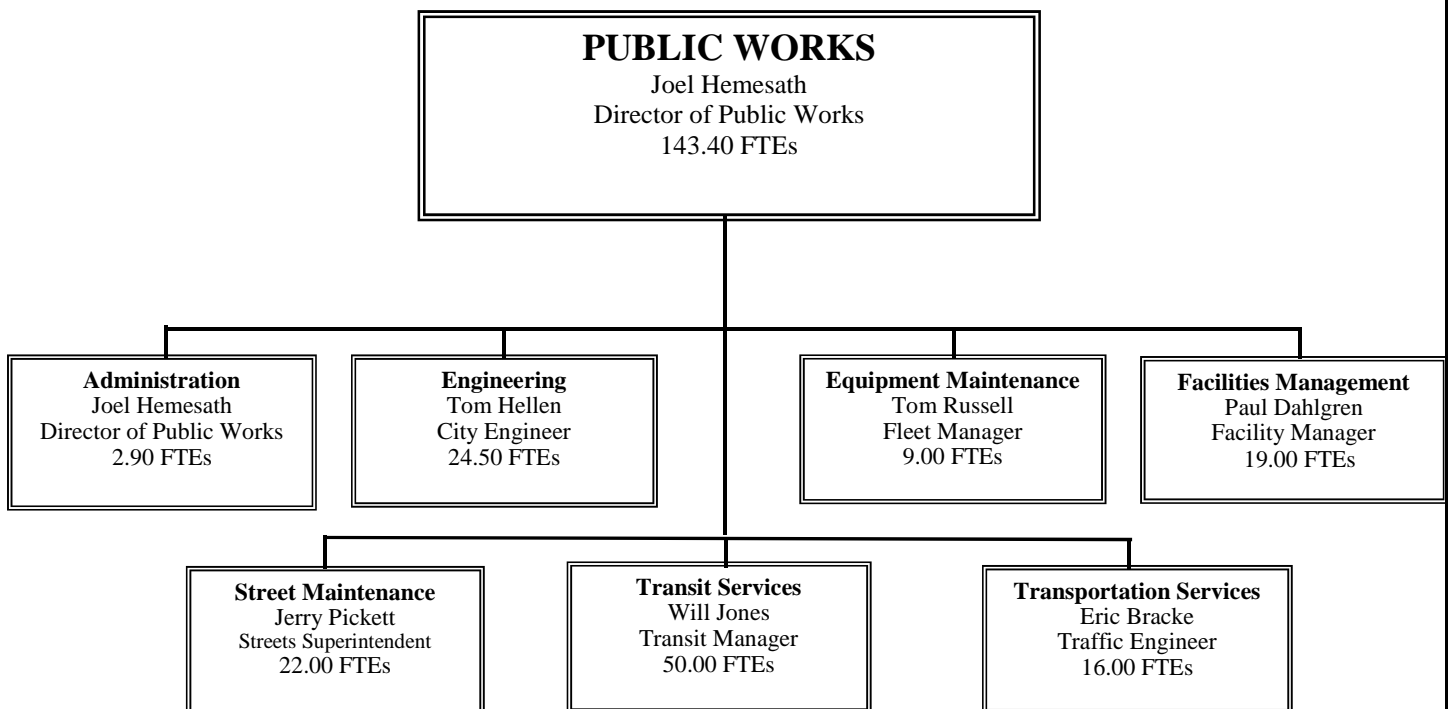 PUBLIC WORKS
Joel Hemesath
Director of Public Works
143.40 FTEs
Administration
Joel Hemesath
Director of Public Works
2.90 FTEs
Engineering
Tom Hellen
City Engineer
24.50 FTEs
Equipment Maintenance
Tom Russell
Fleet Manager
9.00 FTEs
Facilities Management
Paul Dahlgren
Facility Manager
19.00 FTEs
Street Maintenance
Jerry Pickett
Streets Superintendent
22.00 FTEs
Transit Services
Will Jones
Transit Manager
50.00 FTEs
Transportation Services
Eric Bracke
Traffic Engineer
16.00 FTEs